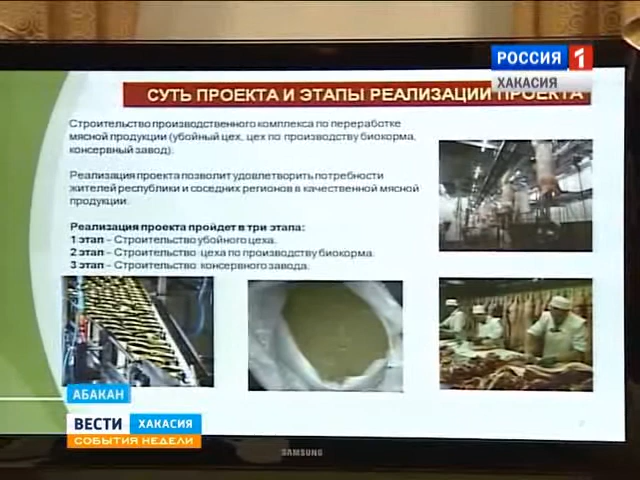 РОССИЯ 1
ХАКАСИЯ
СУТЬ ПРОЕКТА И ЭТАПЫ РЕАЛИЗАЦИИ ПРОЕКТА
Строительство производственного комплекса по переработке
мясной продукции (убойный цех, цех по производству биокорма,
консервный завод).
Реализация проекта позволит удовлетворить потребности
жителей республики и соседних регионов в качественной мясной
продукции.
Реализация проекта пройдет в три этапа:
1 этап – Строительство убойного цеха.
2 этап – Строительство цеха по производству биокорма.
3 этап – Строительство консервного завода.
АБАКАН
ВЕСТИ ХАКАСИЯ
СОБЫТИЯ НЕДЕЛИ
SAMSUNG